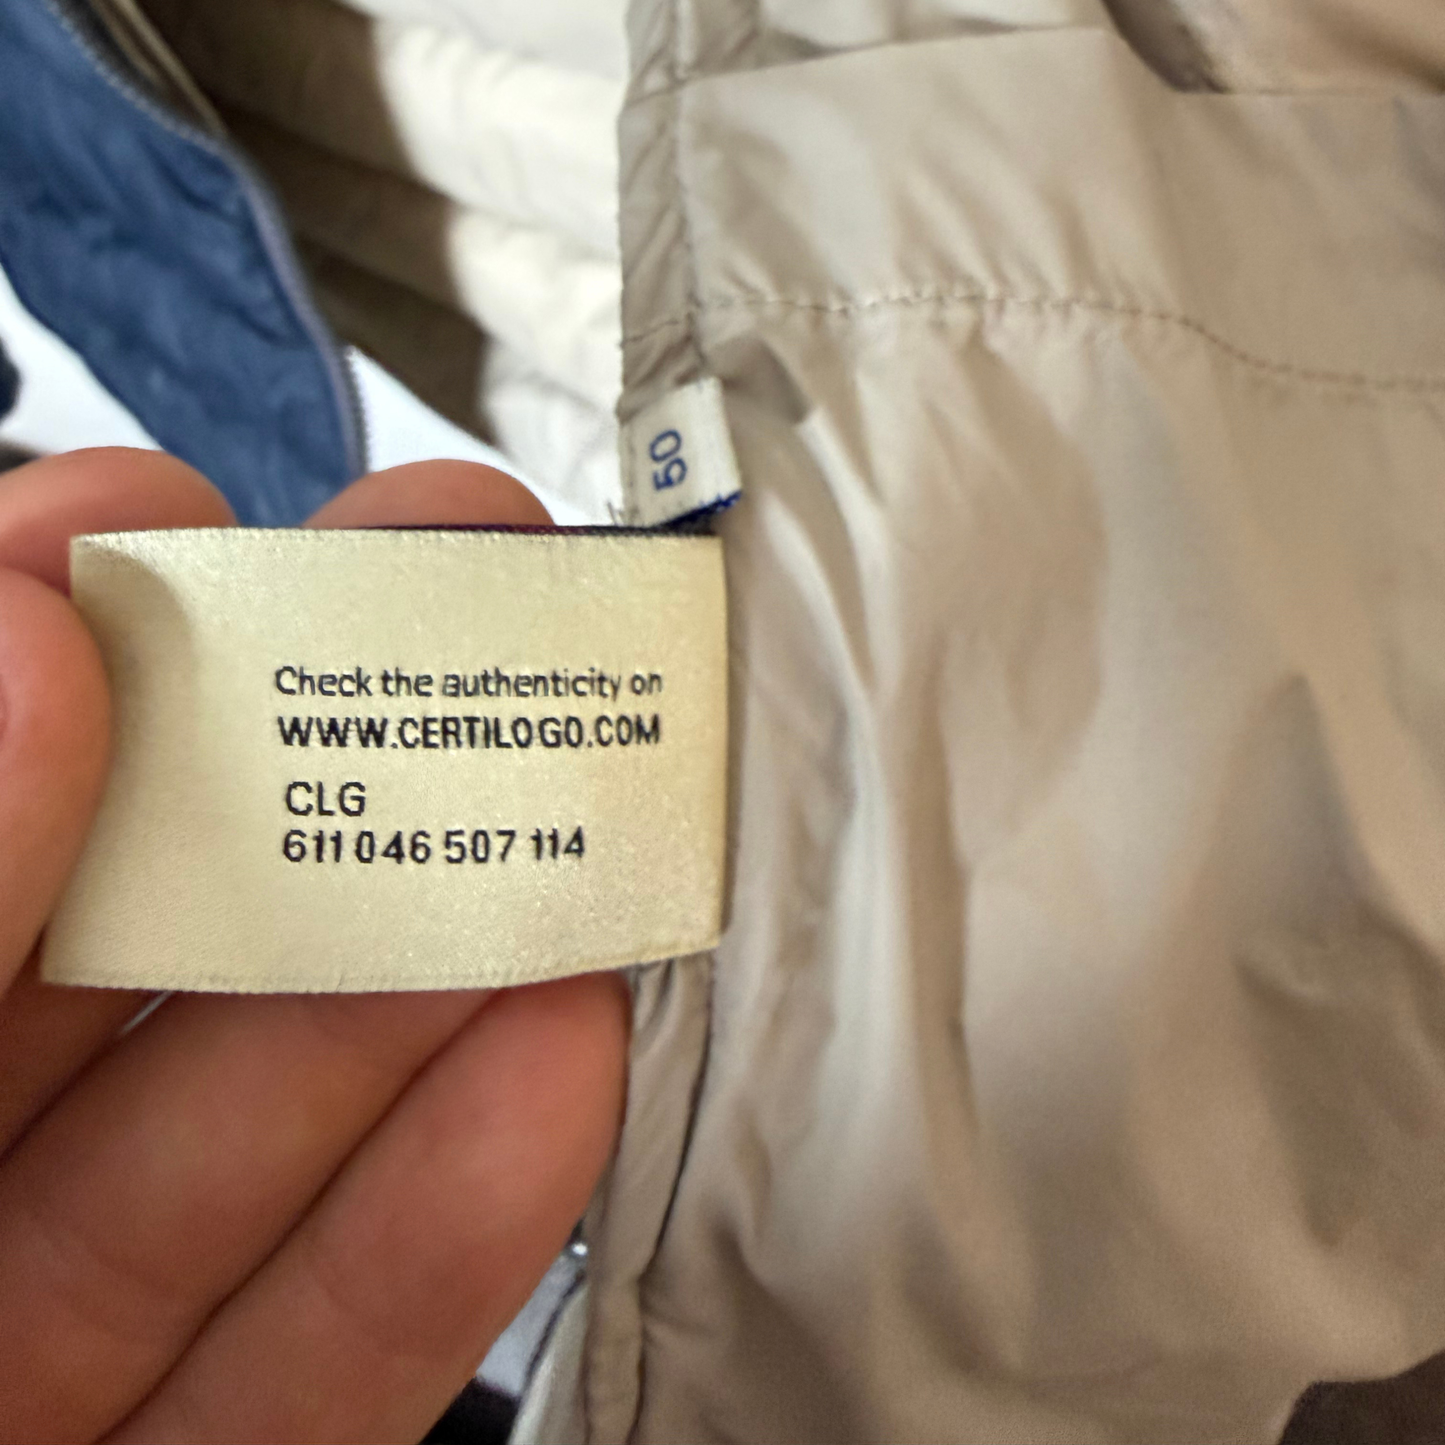 50
Check the authenticity on
WWW.CERTILOGO.COM
CLG
611 046 507 114